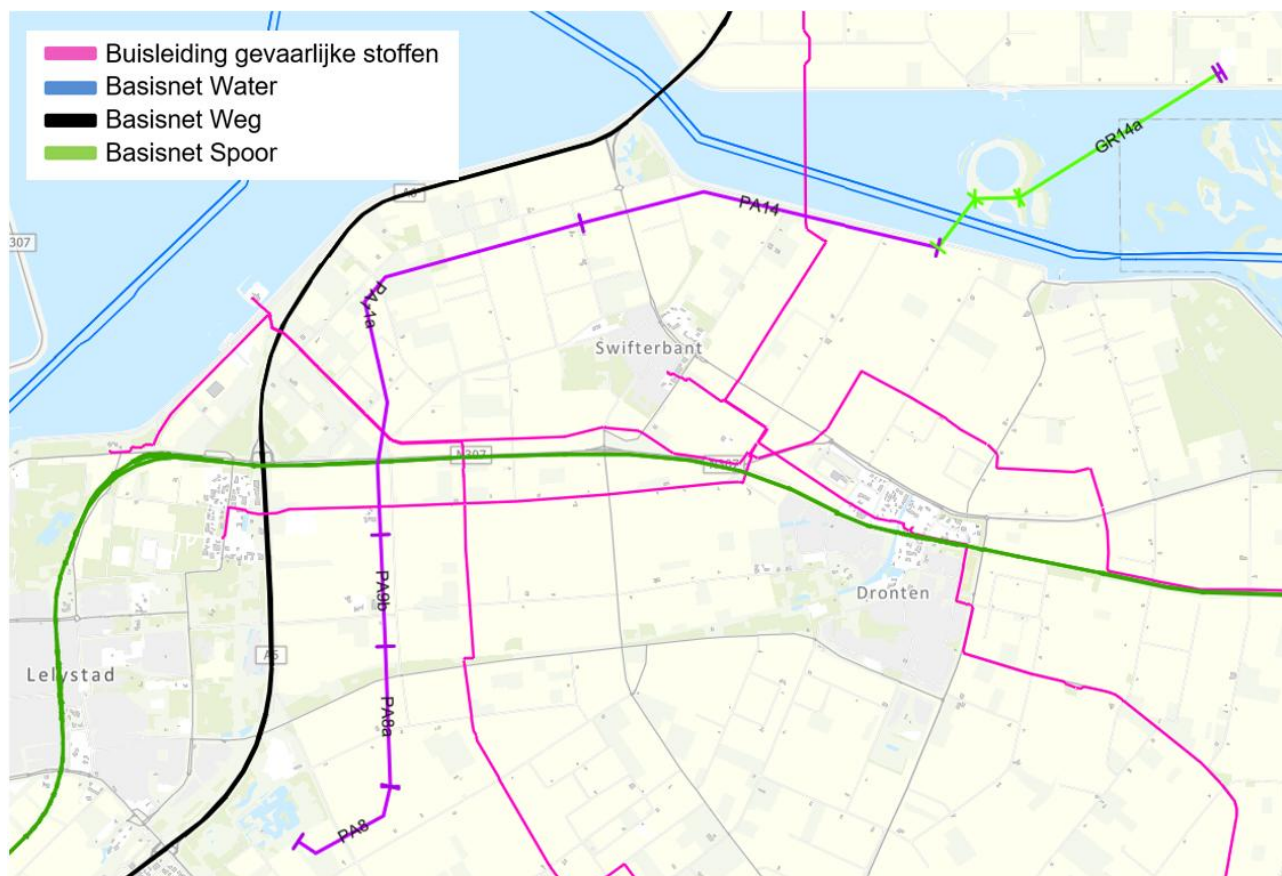 Buisleiding gevaarlijke stoffen
Basisnet Water
Basisnet Weg
Basisnet Spoor
GR14a
PA14
A6
307
Swifterbant
N307
N307
PA9b
Dronten
A6
Lelystad
PA8a
PA8